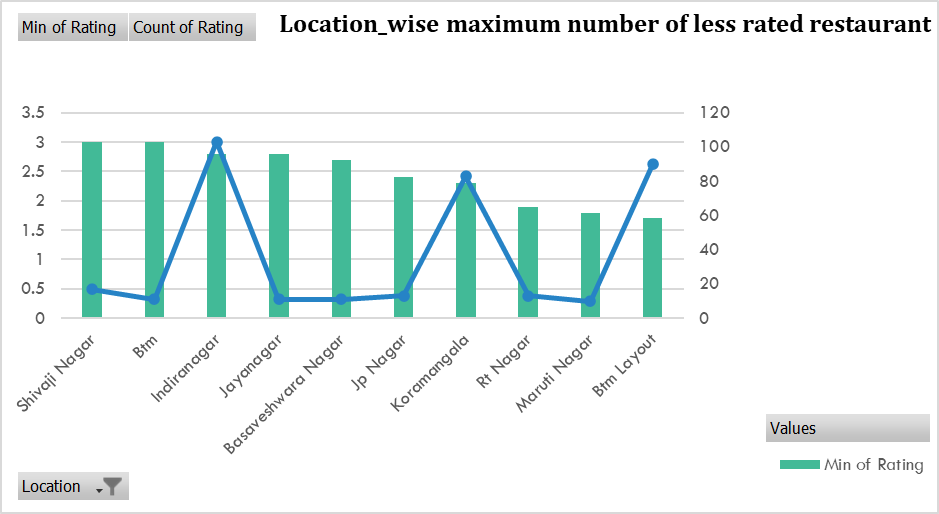 Min of Rating Count of Rating
Location_wise maximum number of less rated restaurant
3.5
3
2.5
2
1.5
1
0.5
0
120
100
80
60
40
20
0
Shivaji Nagar
Btm
Indiranagar
Jayanagar
Basaveshwara Nagar
Jp Nagar
Koramangala
Rt Nagar
Maruti Nagar
Btm Layout
Values
Min of Rating
Location